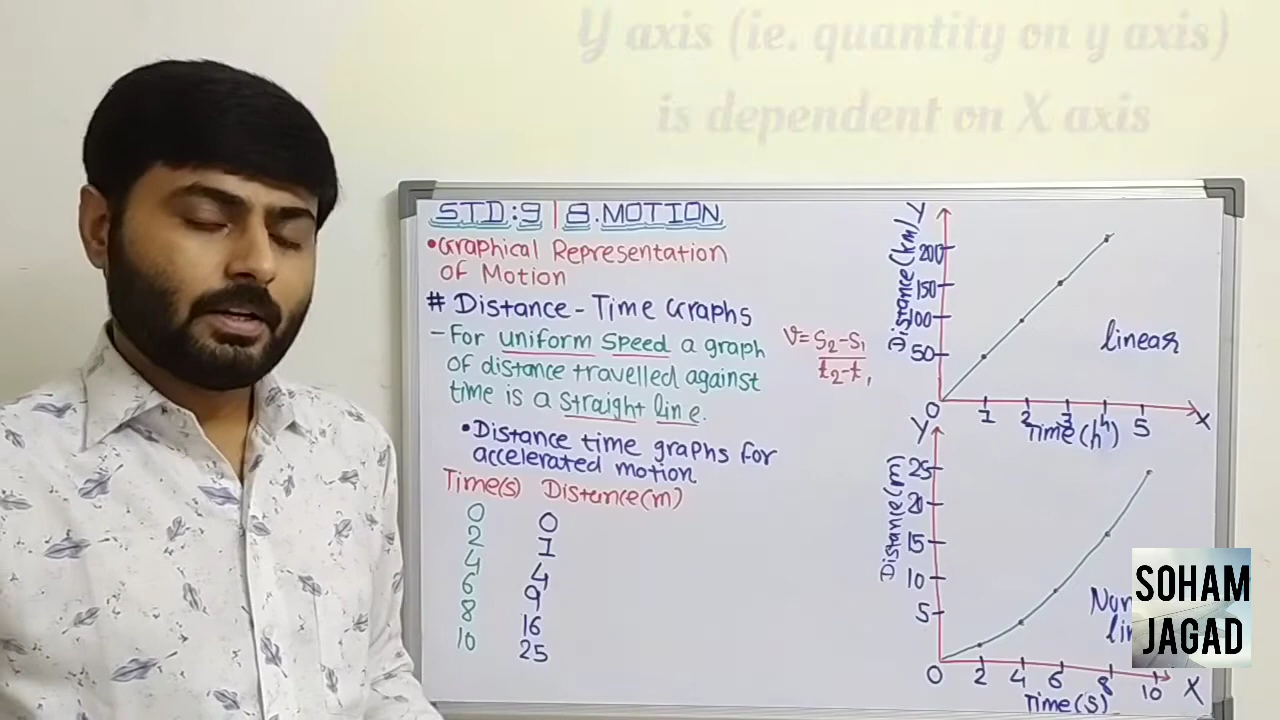 Y axis (ie. quantity on y axis)
is dependent on X axis
STD:9 | 8.MOTION
•Graphical Representation
of Motion
# Distance-Time Graphs
- For uniform speed a graph
of distance travelled against
time is a straight line.
V= S2-S1
t2-t1
•Distance time graphs for
accelerated motion
Time(s) Distance(m)
0 0
2 1
4 4
6 9
8 16
10 25
Y
Distance(km)
200
150
100
50
0 1 2 3 4 5 X
Time(h)
linear
Y
Distance(m)
25
20
15
10
5
0 2 4 6 8 10 X
Time(s)
SOHAM
JAGAD